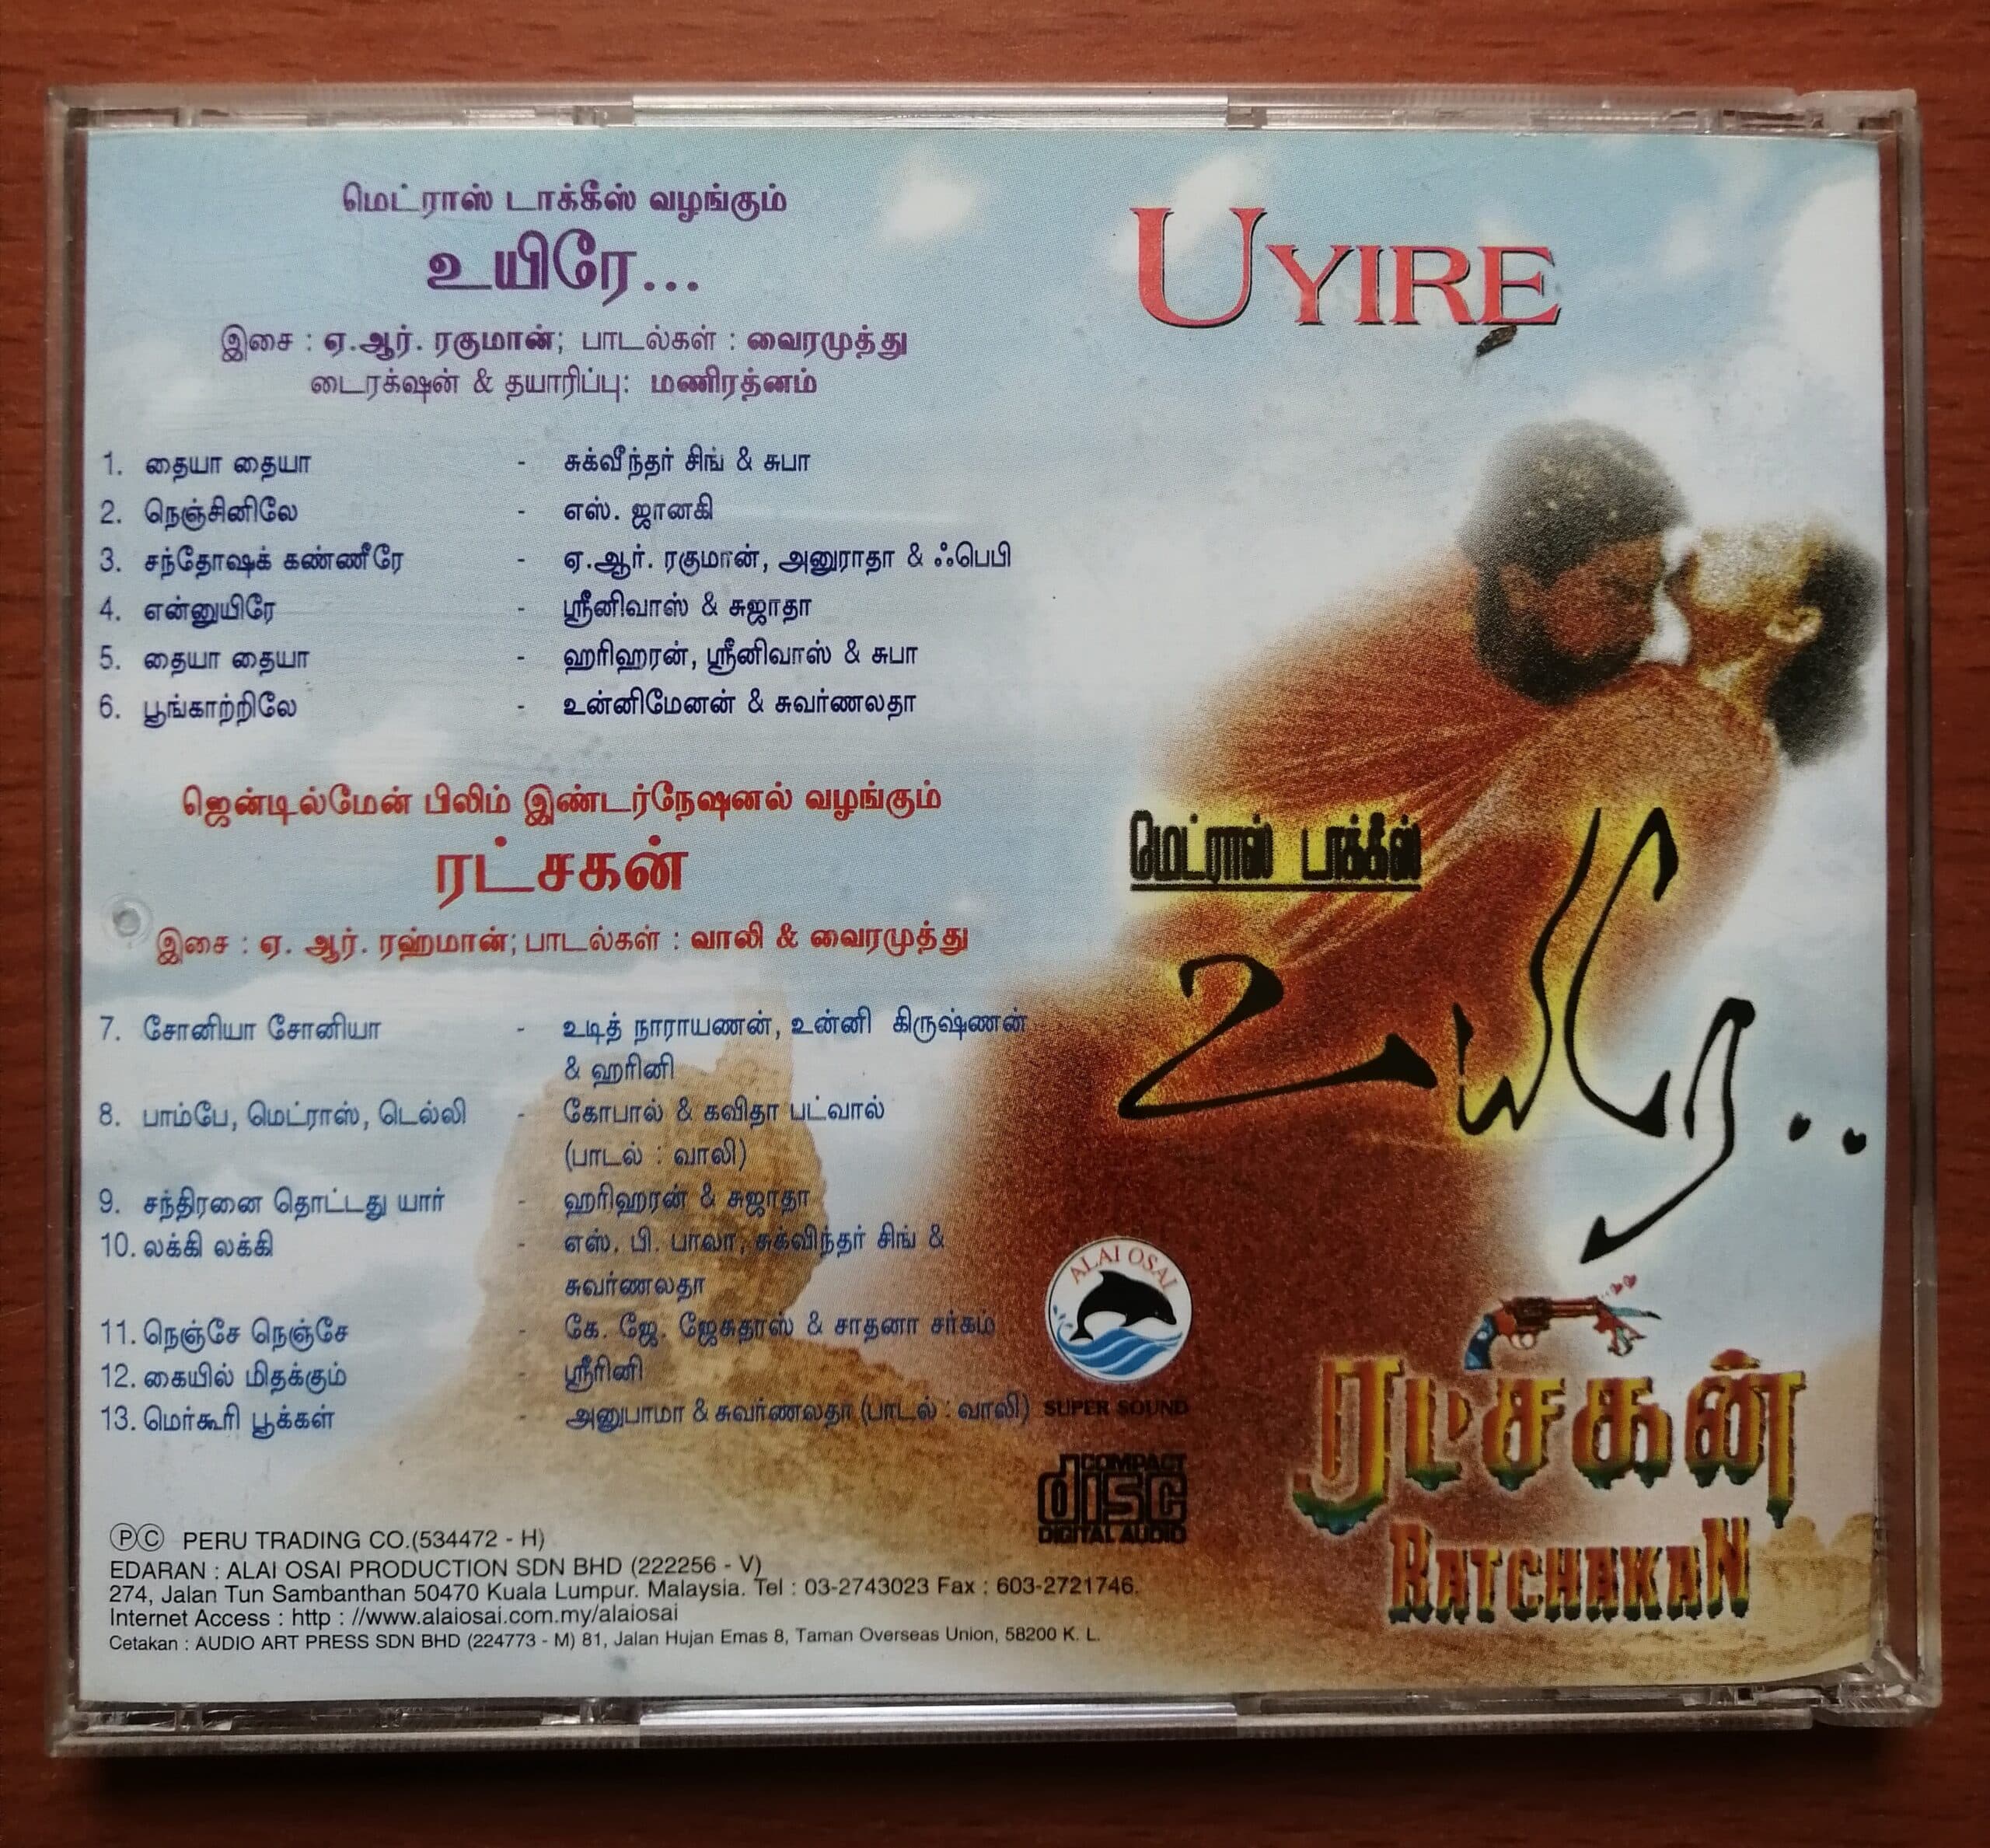 மெட்ராஸ் டாக்கீஸ் வழங்கும்
உயிரே...
இசை : ஏ.ஆர். ரகுமான்; பாடல்கள் : வைரமுத்து
டைரக்‌ஷன் & தயாரிப்பு: மணிரத்னம்
1. தையா தையா - சுக்வீந்தர் சிங் & சுபா
2. நெஞ்சினிலே - எஸ். ஜானகி
3. சந்தோஷக் கண்ணீரே - ஏ.ஆர். ரகுமான், அனுராதா & ஃபெபி
4. என்னுயிரே - ஸ்ரீனிவாஸ் & சுஜாதா
5. தையா தையா - ஹரிஹரன், ஸ்ரீனிவாஸ் & சுபா
6. பூங்காற்றிலே - உன்னிமேனன் & சுவர்ணலதா
ஜென்டில்மேன் பிலிம் இண்டர்நேஷனல் வழங்கும்
ரட்சகன்
இசை : ஏ. ஆர். ரஹ்மான்; பாடல்கள் : வாலி & வைரமுத்து
7. சோனியா சோனியா - உடித் நாராயணன், உன்னி கிருஷ்ணன்
& ஹரினி
8. பாம்பே, மெட்ராஸ், டெல்லி - கோபால் & கவிதா பட்வால்
(பாடல் : வாலி)
9. சந்திரனை தொட்டது யார் - ஹரிஹரன் & சுஜாதா
10. லக்கி லக்கி - எஸ். பி. பாலா, சுக்விந்தர் சிங் &
சுவர்ணலதா
11. நெஞ்சே நெஞ்சே - கே. ஜே. ஜேசுதாஸ் & சாதனா சர்கம்
12. கையில் மிதக்கும் - ஸ்ரீரினி
13. மெர்கூரி பூக்கள் - அனுபாமா & சுவர்ணலதா (பாடல் : வாலி)
ⓅⒸ PERU TRADING CO.(534472 - H)
EDARAN : ALAI OSAI PRODUCTION SDN BHD (222256 - V)
274, Jalan Tun Sambanthan 50470 Kuala Lumpur. Malaysia. Tel : 03-2743023 Fax : 603-2721746.
Internet Access : http : //www.alaiosai.com.my/alaiosai
Cetakan : AUDIO ART PRESS SDN BHD (224773 - M) 81, Jalan Hujan Emas 8, Taman Overseas Union, 58200 K. L.
UYIRE
மெட்ராஸ் டாக்கீஸ்
உயிரே..
ALAI OSAI
SUPER SOUND
COMPACT
disc
DIGITAL AUDIO
ரட்சகன்
RATCHAKAN